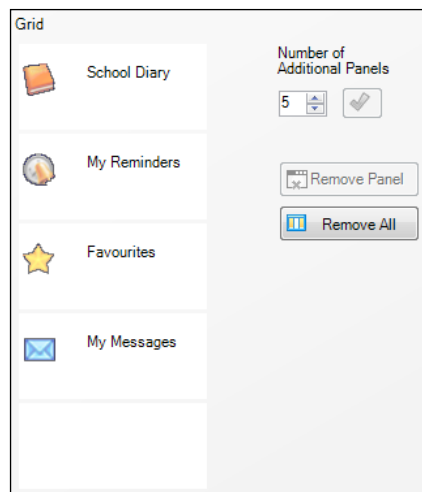 Grid
School Diary
My Reminders
Favourites
My Messages
Number of
Additional Panels
5
Remove Panel
Remove All